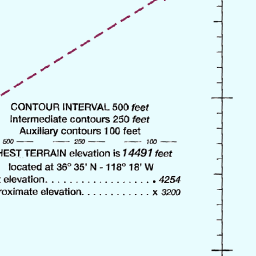 CONTOUR INTERVAL 500 feet
Intermediate contours 250 feet
Auxiliary contours 100 feet
500 250 100
HEST TERRAIN elevation is 14491 feet
located at 36° 35' N - 118° 18' W
t elevation. . . . . . . . . . . . . . . . . • 4254
roximate elevation. . . . . . . . . . . x 3200